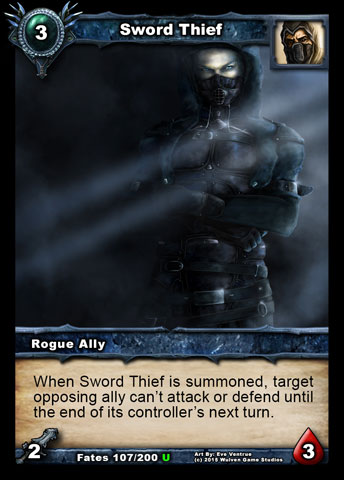 3
Sword Thief
Rogue Ally
When Sword Thief is summoned, target
opposing ally can't attack or defend until
the end of its controller's next turn.
2
Fates 107/200 U
Art By: Eve Ventrue
(c) 2015 Wulven Game Studios
3